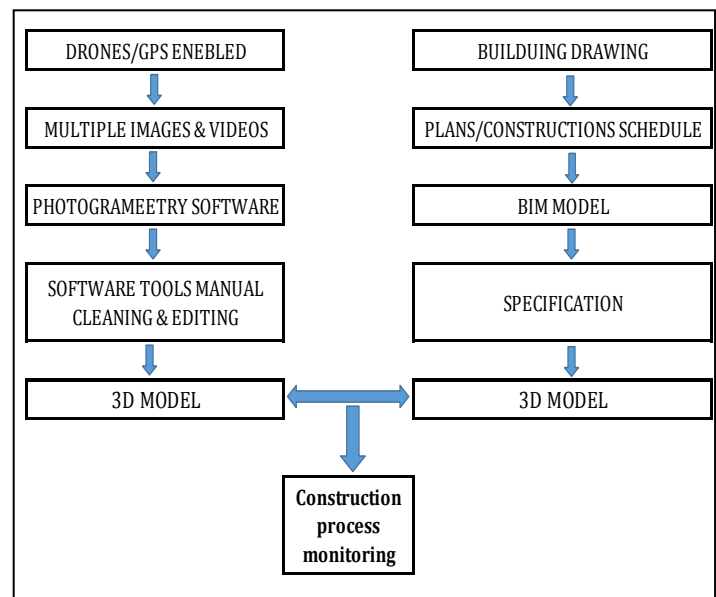 DRONES/GPS ENEBLED
MULTIPLE IMAGES & VIDEOS
PHOTOGRAMEETRY SOFTWARE
SOFTWARE TOOLS MANUAL
CLEANING & EDITING
3D MODEL
BUILDUING DRAWING
PLANS/CONSTRUCTIONS SCHEDULE
BIM MODEL
SPECIFICATION
3D MODEL
Construction
process
monitoring